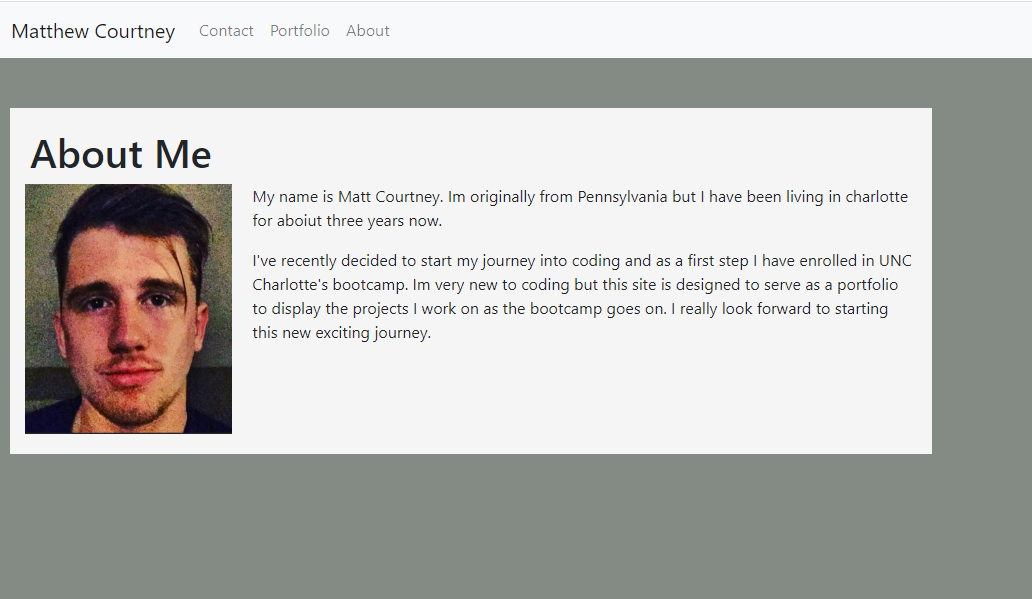 Matthew Courtney Contact Portfolio About
About Me
My name is Matt Courtney. Im originally from Pennsylvania but I have been living in charlotte
for aboiut three years now.
I've recently decided to start my journey into coding and as a first step I have enrolled in UNC
Charlotte's bootcamp. Im very new to coding but this site is designed to serve as a portfolio
to display the projects I work on as the bootcamp goes on. I really look forward to starting
this new exciting journey.